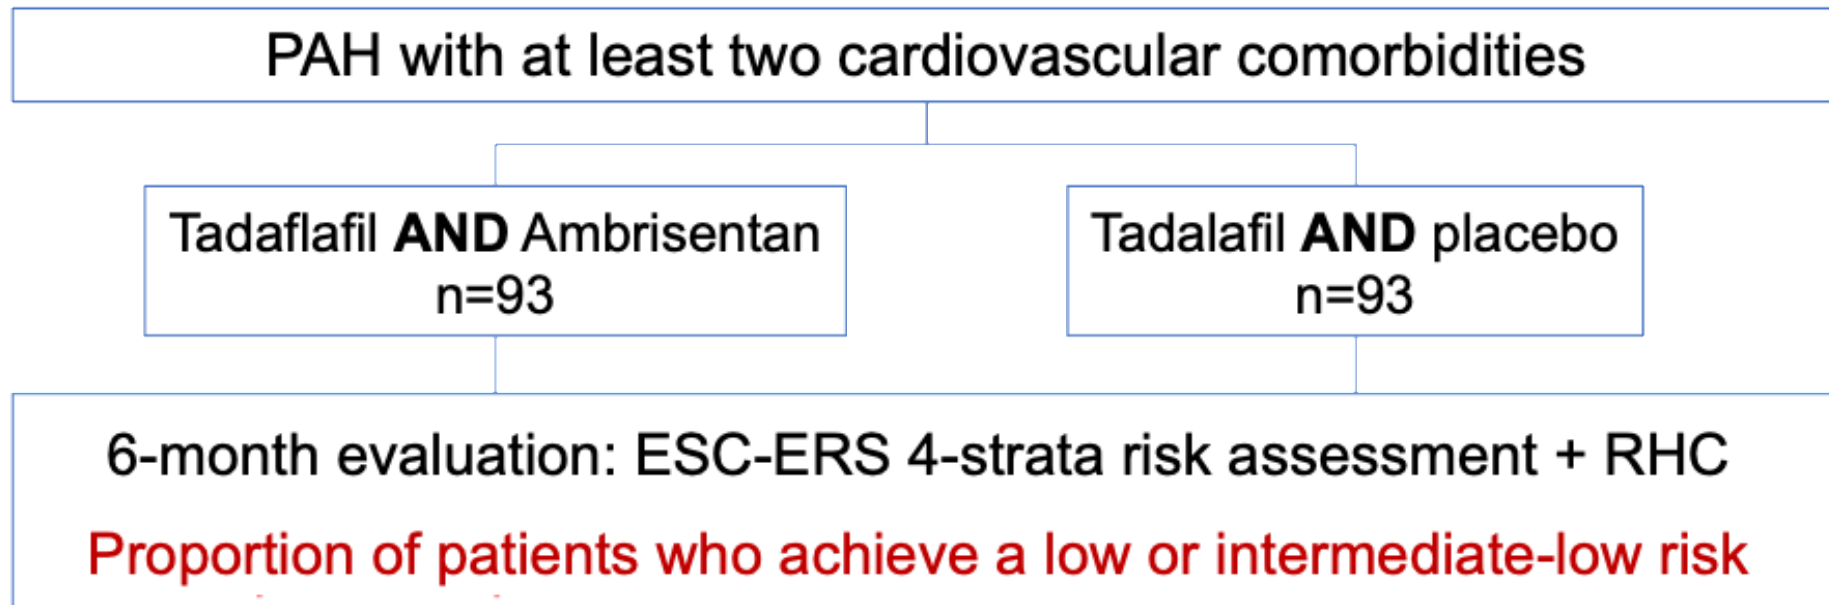 PAH with at least two cardiovascular comorbidities
Tadaflafil AND Ambrisentan
n=93
Tadalafil AND placebo
n=93
6-month evaluation: ESC-ERS 4-strata risk assessment + RHC
Proportion of patients who achieve a low or intermediate-low risk